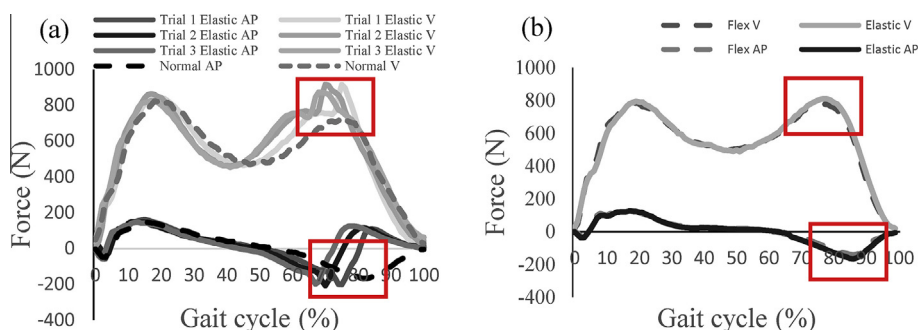 (a)
Trial 1 Elastic AP Trial 1 Elastic V
Trial 2 Elastic AP Trial 2 Elastic V
Trial 3 Elastic AP Trial 3 Elastic V
Normal AP Normal V
1000
800
600
400
200
0
-200
-400
Force (N)
0 10 20 30 40 50 60 70 80 90 100
Gait cycle (%)
(b)
Flex V Elastic V
Flex AP Elastic AP
1000
800
600
400
200
0
-200
-400
Force (N)
0 10 20 30 40 50 60 70 80 90 100
Gait cycle (%)